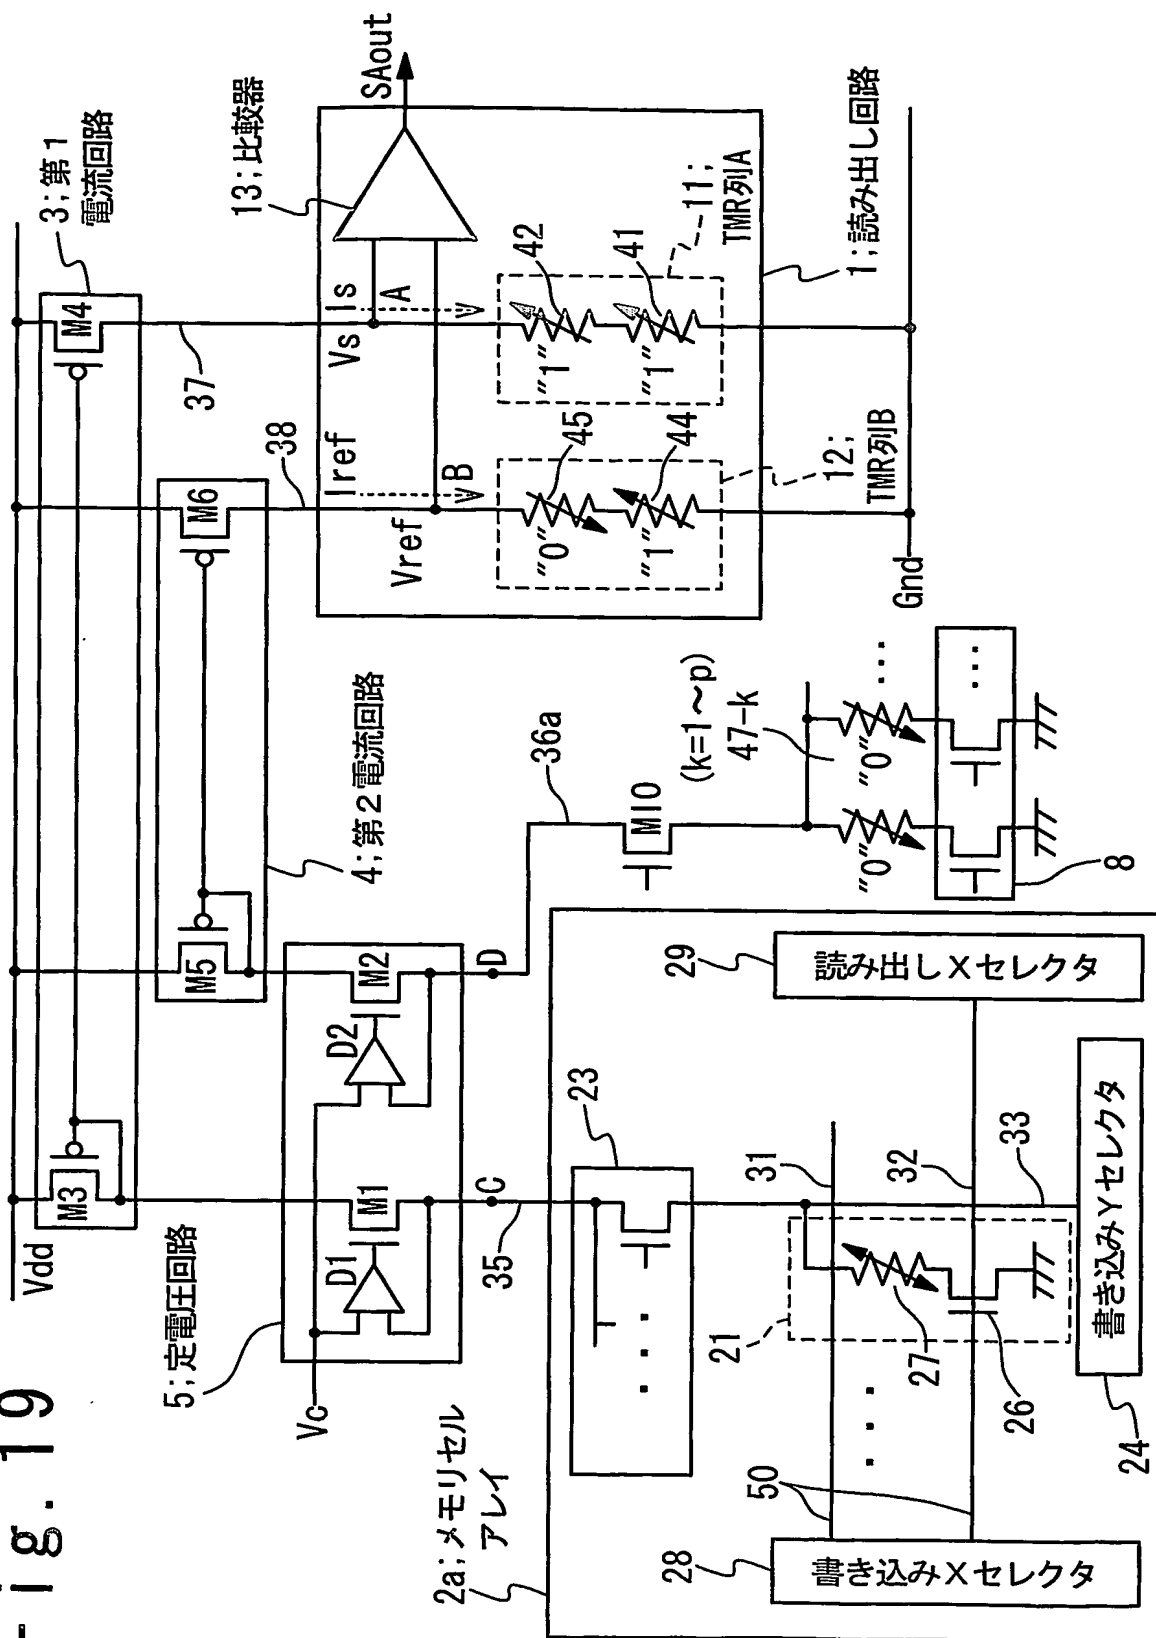 Fig. 19
Vdd
3;第1
電流回路
M3
M4
37
4;第2電流回路
M5
M6
38
5;定電圧回路
Vc
D1
M1
D2
M2
C
D
35
36a
M10
(k=1~p)
47-k
"0"
"0"
...
...
8
13;比較器
SAout
Vs
Is
A
Vref
Iref
B
"1"
42
"1"
41
11;
TMR列A
"0"
45
"1"
44
12;
TMR列B
1;読み出し回路
Gnd
2a;メモリセル
アレイ
23
...
31
32
33
21
27
26
...
50
28
書き込みXセレクタ
29
読み出しXセレクタ
24
書き込みYセレクタ